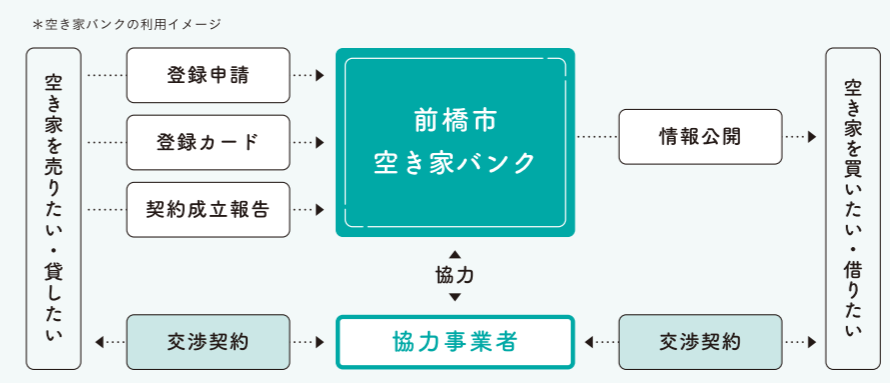 ＊空き家バンクの利用イメージ
空き家を売りたい・貸したい
登録申請
登録カード
契約成立報告
前橋市
空き家バンク
情報公開
空き家を買いたい・借りたい
協力
交渉契約
協力事業者
交渉契約